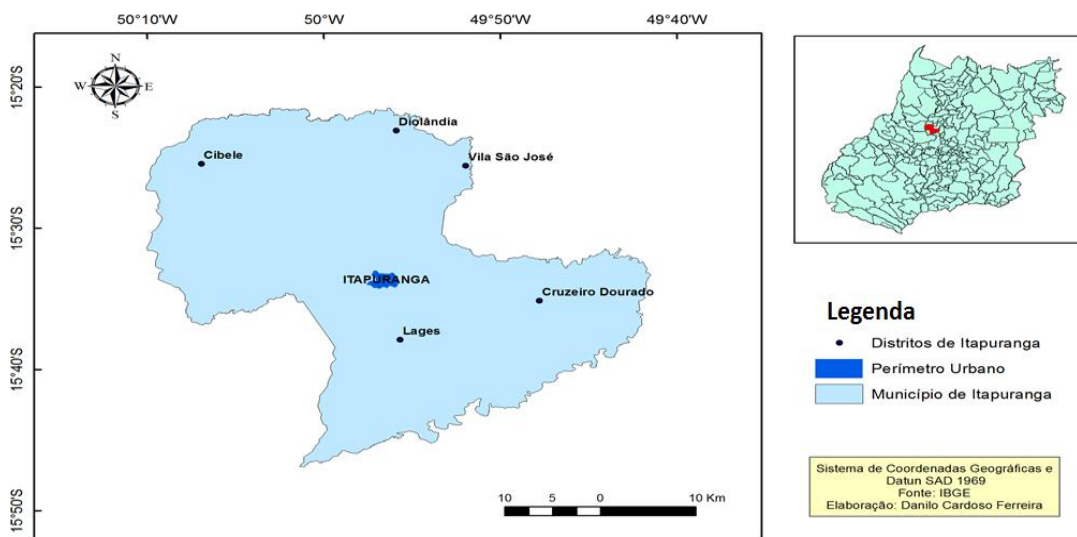 50°10'W 50°W 49°50'W 49°40'W
15°20'S
15°30'S
15°40'S
15°50'S
N
W E
S
Diolândia
Cibele
Vila São José
ITAPURANGA
Cruzeiro Dourado
Lages
10 5 0 10 Km
Legenda
Distritos de Itapuranga
Perímetro Urbano
Município de Itapuranga
Sistema de Coordenadas Geográficas e
Datun SAD 1969
Fonte: IBGE
Elaboração: Danilo Cardoso Ferreira